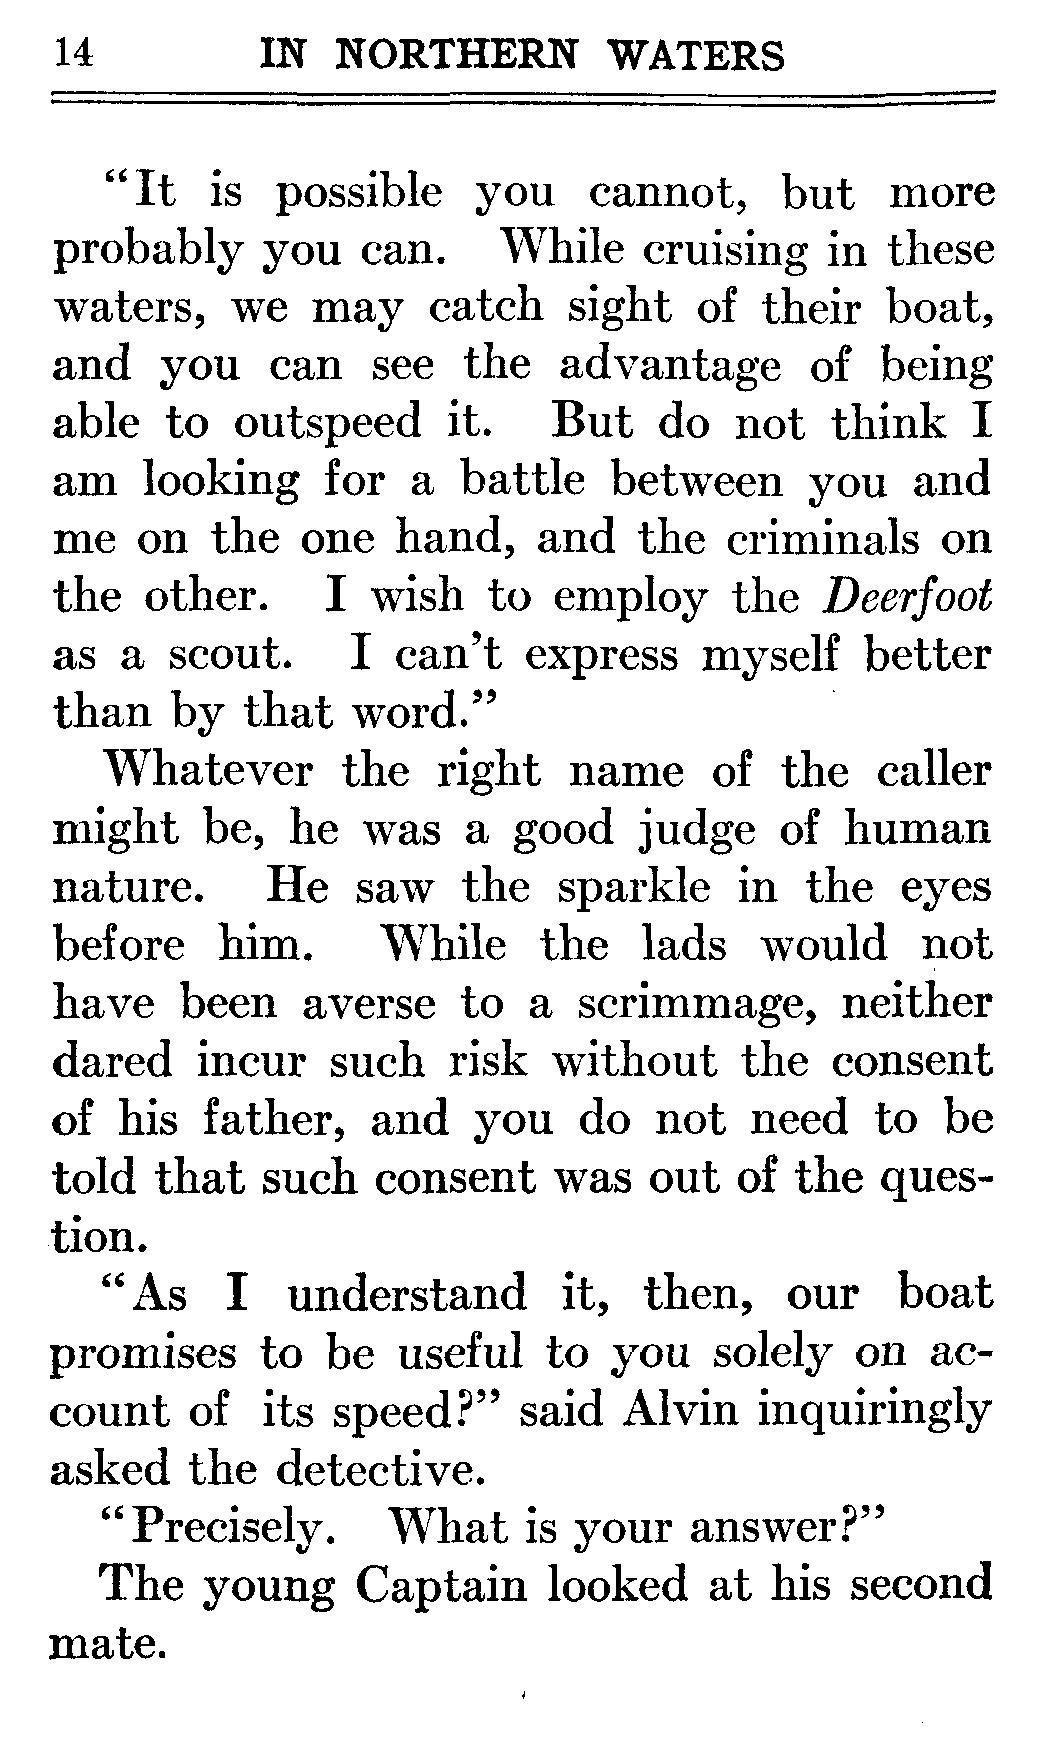 14 IN NORTHERN WATERS
"It is possible you cannot, but more
probably you can. While cruising in these
waters, we may catch sight of their boat,
and you can see the advantage of being
able to outspeed it. But do not think I
am looking for a battle between you and
me on the one hand, and the criminals on
the other. I wish to employ the Deerfoot
as a scout. I can't express myself better
than by that word."
Whatever the right name of the caller
might be, he was a good judge of human
nature. He saw the sparkle in the eyes
before him. While the lads would not
have been averse to a scrimmage, neither
dared incur such risk without the consent
of his father, and you do not need to be
told that such consent was out of the ques-
tion.
"As I understand it, then, our boat
promises to be useful to you solely on ac-
count of its speed?" said Alvin inquiringly
asked the detective.
"Precisely. What is your answer?"
The young Captain looked at his second
mate.